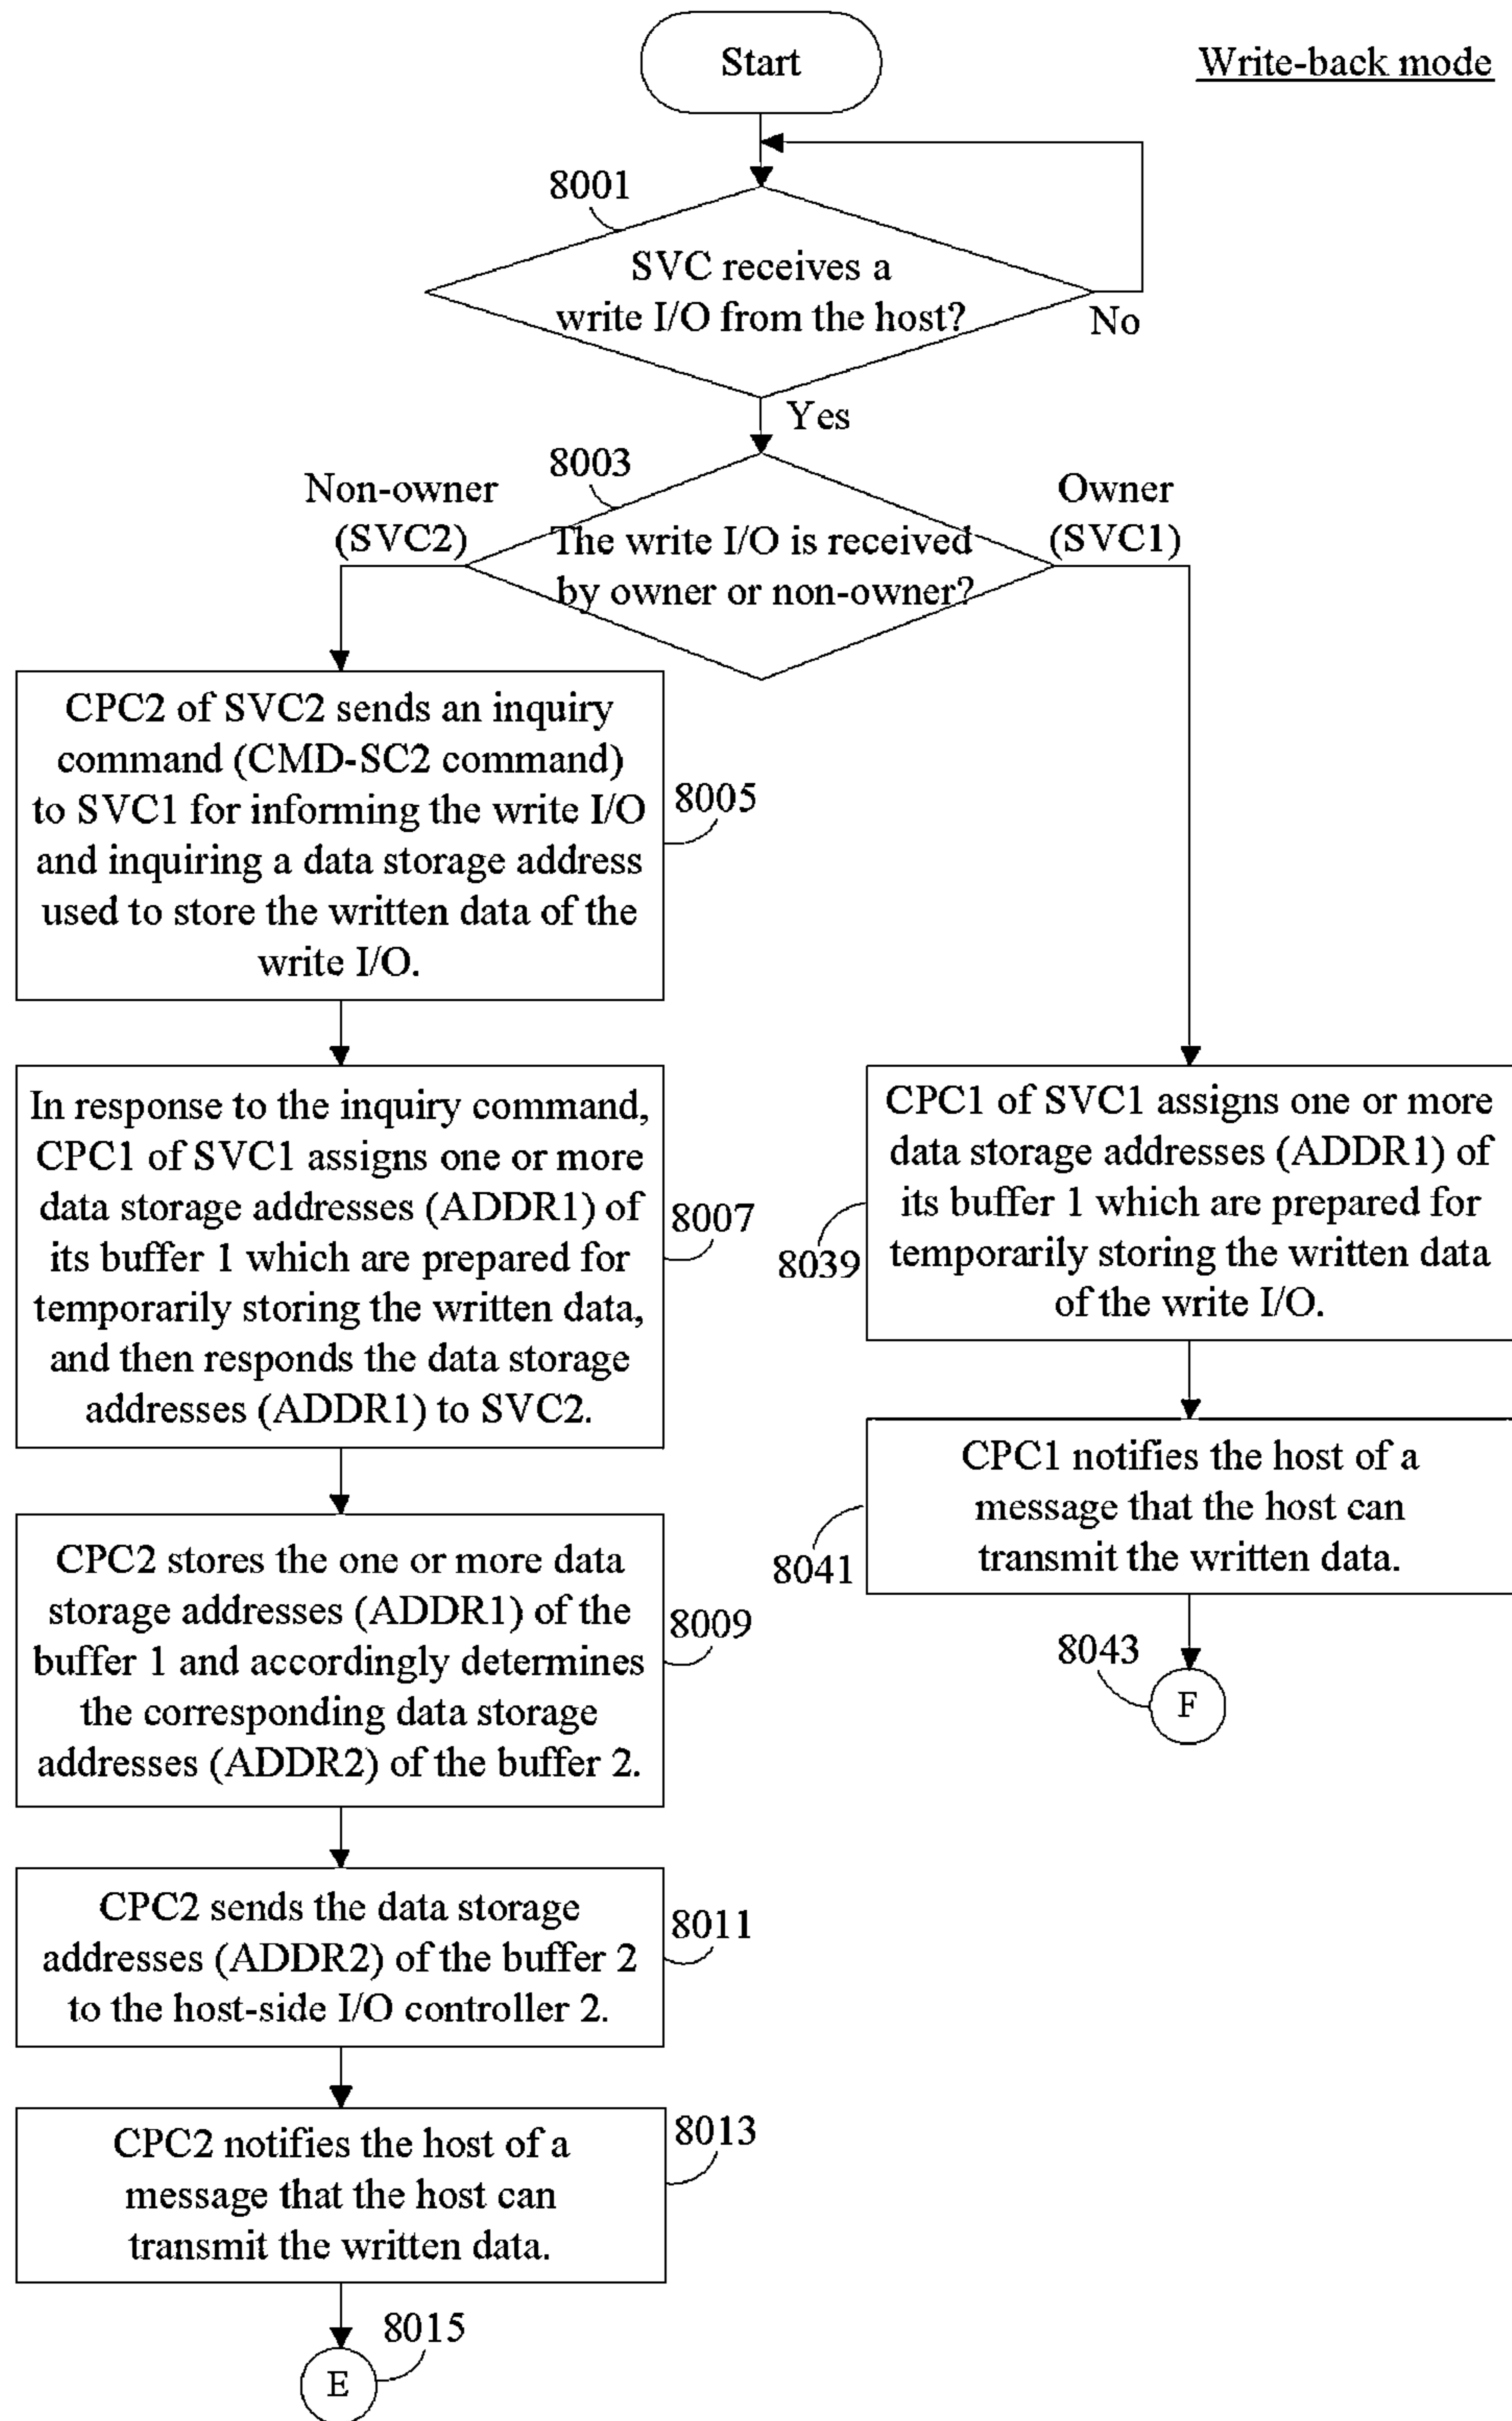 Start
Write-back mode
8001
SVC receives a
write I/O from the host?
No
Yes
8003
Non-owner
(SVC2)
Owner
(SVC1)
The write I/O is received
by owner or non-owner?
CPC2 of SVC2 sends an inquiry
command (CMD-SC2 command)
to SVC1 for informing the write I/O
and inquiring a data storage address
used to store the written data of the
write I/O.
8005
In response to the inquiry command,
CPC1 of SVC1 assigns one or more
data storage addresses (ADDR1) of
its buffer 1 which are prepared for
temporarily storing the written data,
and then responds the data storage
addresses (ADDR1) to SVC2.
8007
CPC1 of SVC1 assigns one or more
data storage addresses (ADDR1) of
its buffer 1 which are prepared for
temporarily storing the written data
of the write I/O.
8039
CPC1 notifies the host of a
message that the host can
transmit the written data.
8041
CPC2 stores the one or more data
storage addresses (ADDR1) of the
buffer 1 and accordingly determines
the corresponding data storage
addresses (ADDR2) of the buffer 2.
8009
8043
F
CPC2 sends the data storage
addresses (ADDR2) of the buffer 2
to the host-side I/O controller 2.
8011
CPC2 notifies the host of a
message that the host can
transmit the written data.
8013
8015
E